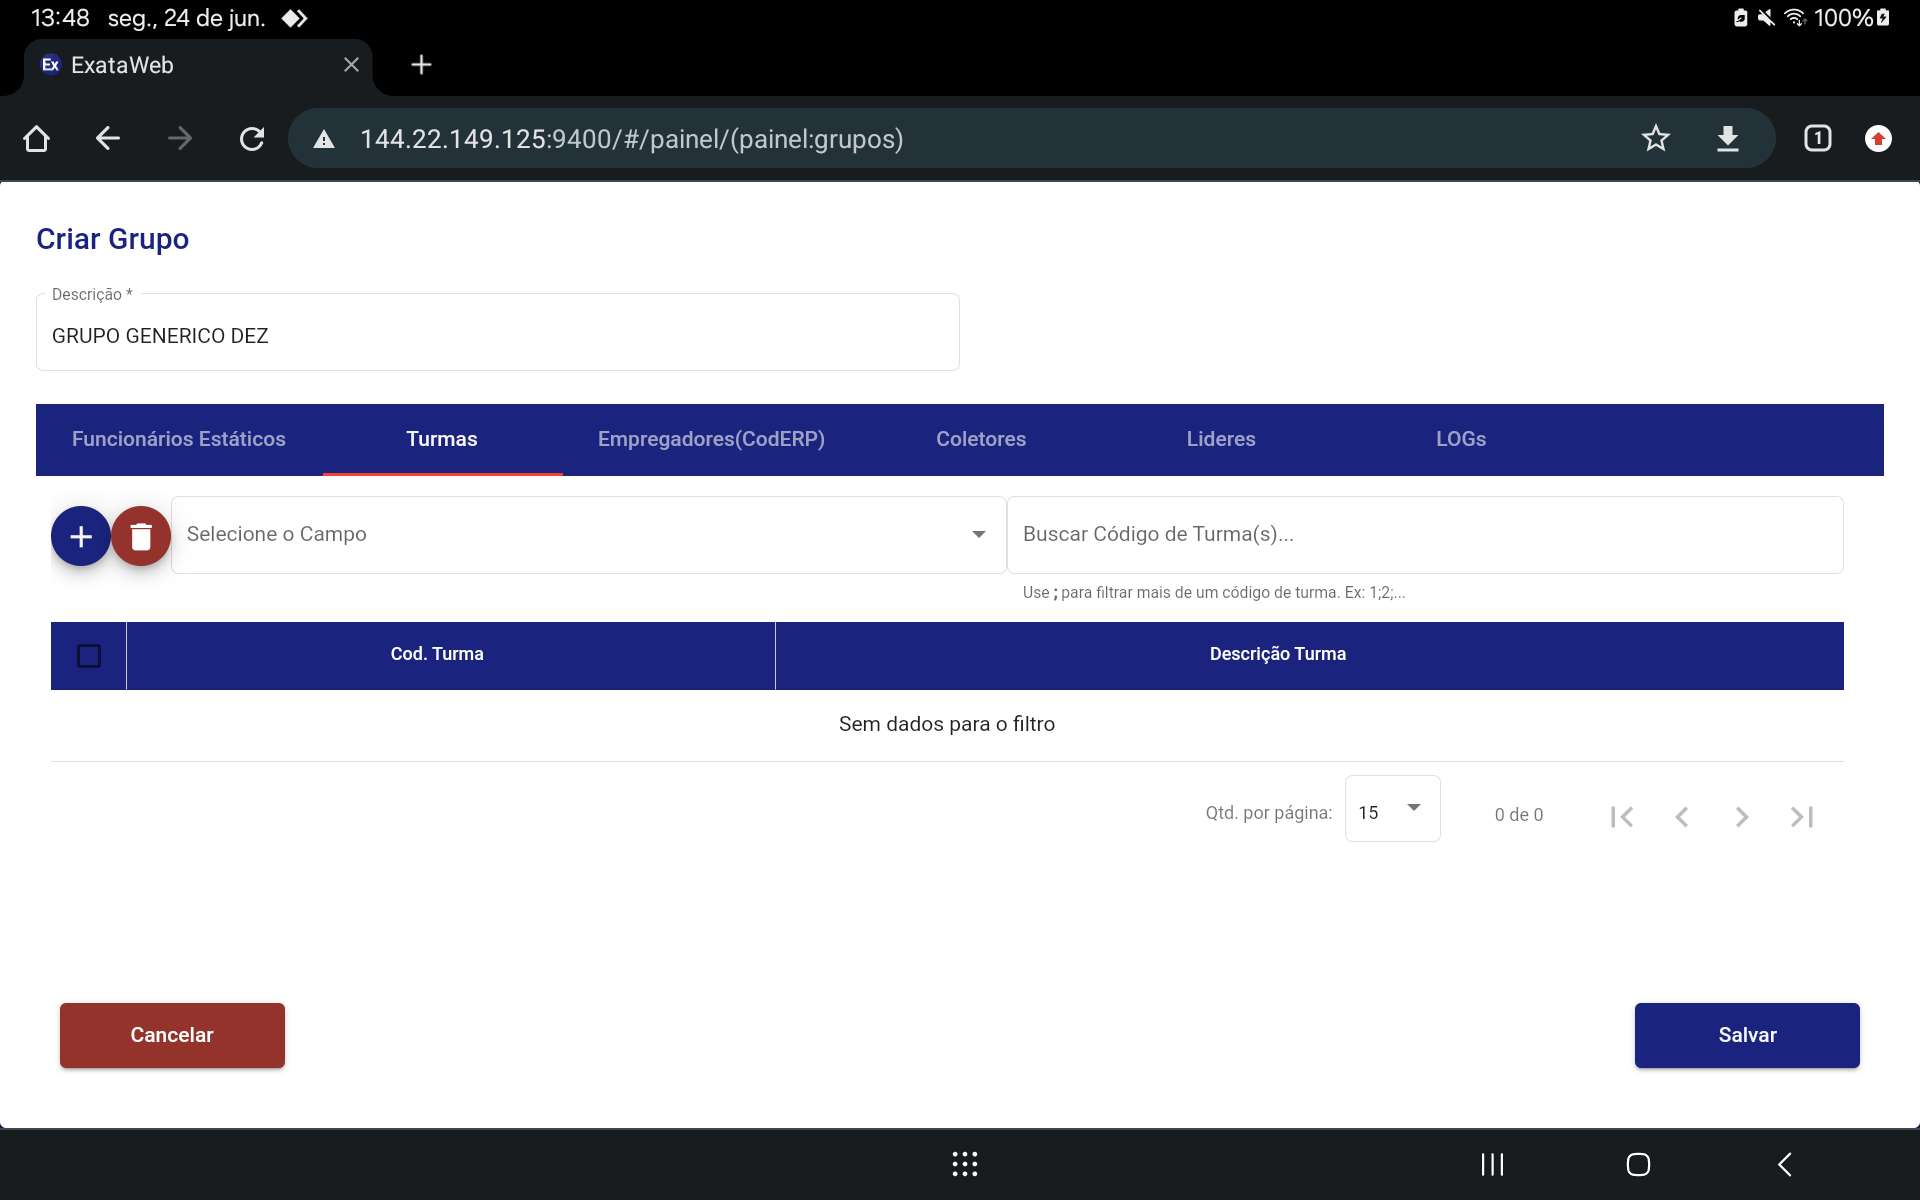 13:48 seg., 24 de jun. 100%
Ex ExataWeb
144.22.149.125:9400/#/painel/(painel:grupos) 1
Criar Grupo
Descrição *
GRUPO GENERICO DEZ
Funcionários Estáticos Turmas Empregadores(CodERP) Coletores Lideres LOGs
Selecione o Campo Buscar Código de Turma(s)...
Use ; para filtrar mais de um código de turma. Ex: 1;2;...
Cod. Turma Descrição Turma
Sem dados para o filtro
Qtd. por página: 15 0 de 0
Cancelar Salvar